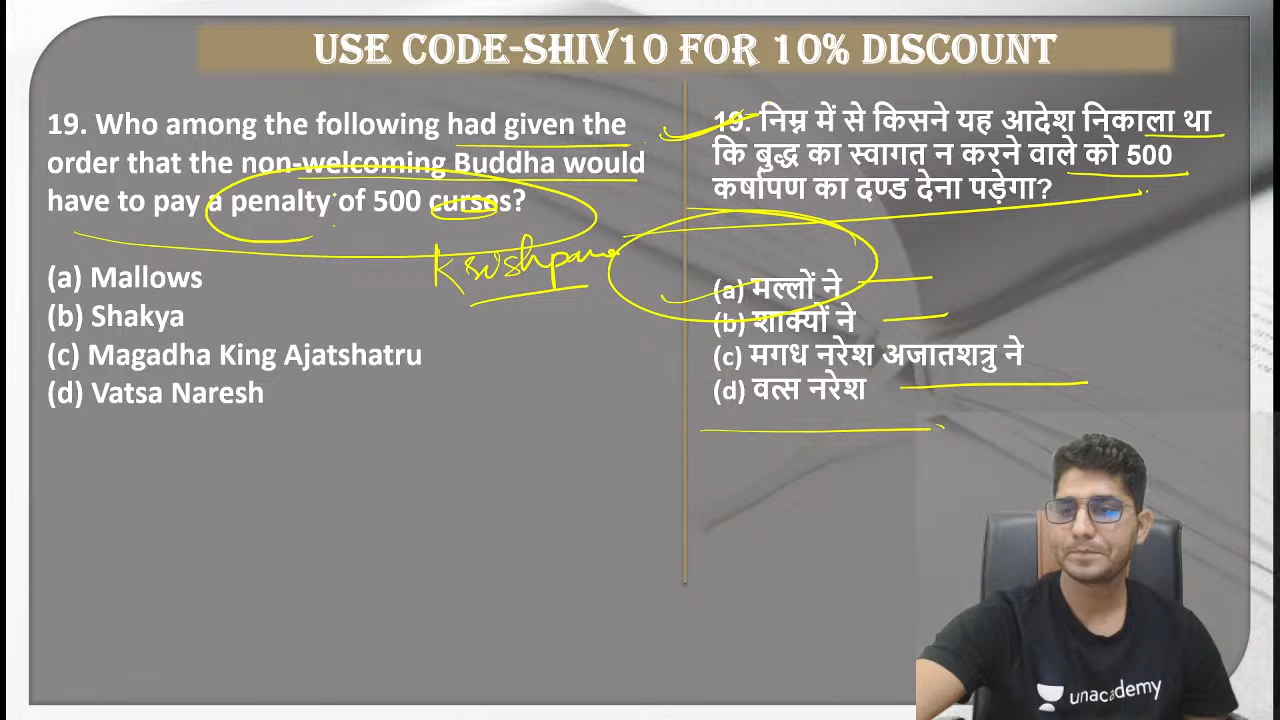 USE CODE-SHIV10 FOR 10% DISCOUNT
19. Who among the following had given the
order that the non-welcoming Buddha would
have to pay a penalty of 500 curses?
(a) Mallows
(b) Shakya
(c) Magadha King Ajatshatru
(d) Vatsa Naresh
19. निम्न में से किसने यह आदेश निकाला था
कि बुद्ध का स्वागत न करने वाले को 500
कर्षापण का दण्ड देना पड़ेगा?
(a) मल्लों ने
(b) शाक्यों ने
(c) मगध नरेश अजातशत्रु ने
(d) वत्स नरेश
unacademy